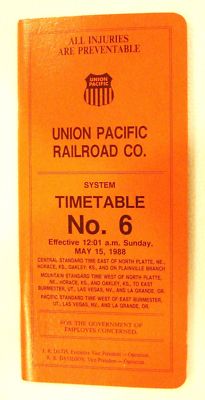 ALL INJURIES
ARE PREVENTABLE
UNION
PACIFIC
UNION PACIFIC
RAILROAD CO.
SYSTEM
TIMETABLE
No. 6
Effective 12:01 a.m. Sunday,
MAY 15, 1988
CENTRAL STANDARD TIME EAST OF NORTH PLATTE, NE.,
HORACE, KS., OAKLEY, KS., AND ON PLAINVILLE BRANCH
MOUNTAIN STANDARD TIME WEST OF NORTH PLATTE,
NE., HORACE, KS., AND OAKLEY, KS., TO EAST
BURMESTER, UT., LAS VEGAS, NV., AND LA GRANDE, OR.
PACIFIC STANDARD TIME WEST OF EAST BURMESTER,
UT., LAS VEGAS, NV., AND LA GRANDE, OR.
FOR THE GOVERNMENT OF
EMPLOYES CONCERNED.
Executive Vice President — Operation.
R. DAVIDSON, Vice President — Operation.